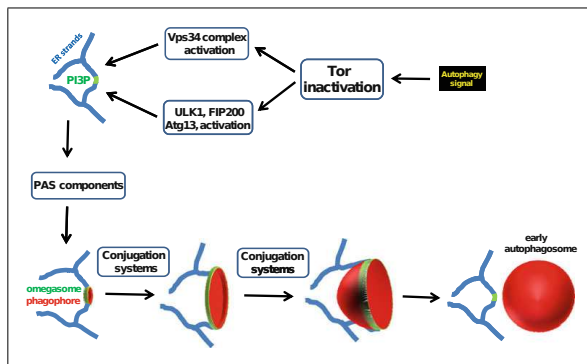 Vps34 complex
activation
ER strands
PI3P
Tor
inactivation
Autophagy
signal
ULK1, FIP200
Atg13, activation
PAS components
Conjugation
systems
Conjugation
systems
early
autophagosome
omegasome
phagophore